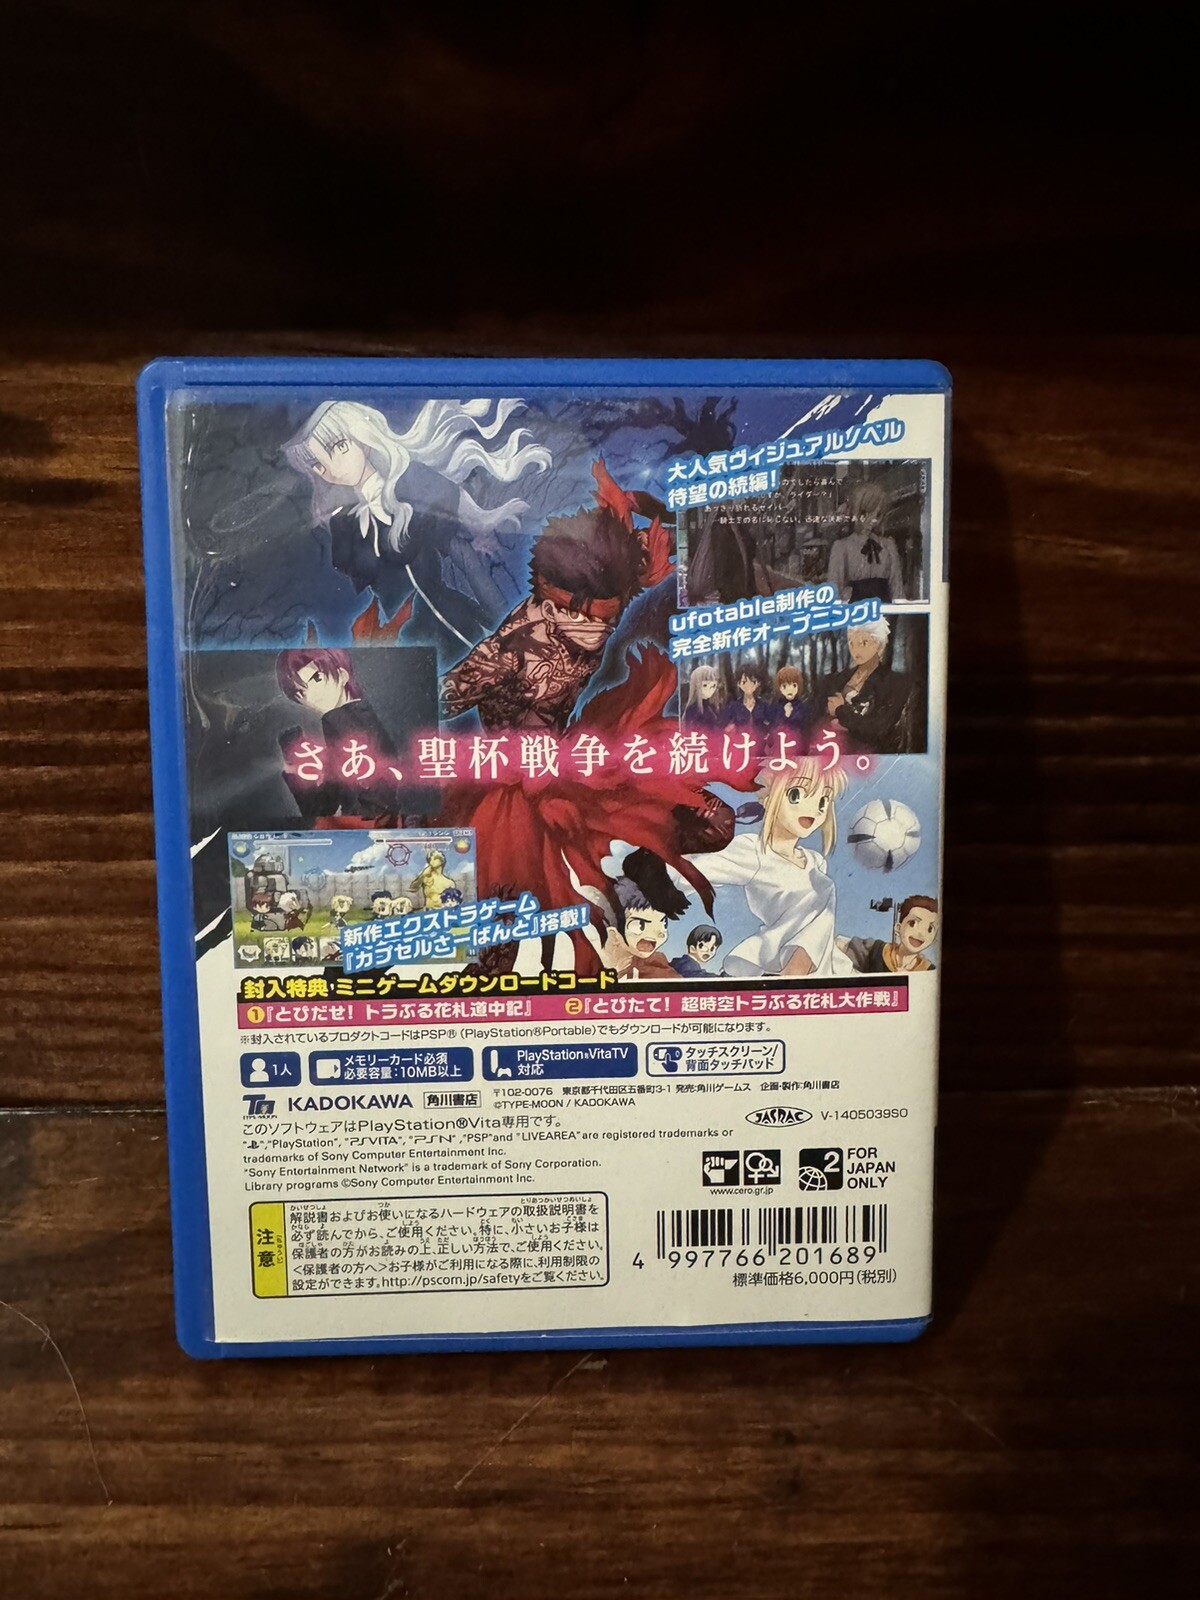 大人気ヴィジュアルノベル
待望の続編!
あっさり訪れるセイバー
ufotable制作の
完全新作オープニング!
さあ、聖杯戦争を続けよう。
新作エクストラゲーム
『カプセルさーばんと』搭載!
封入特典・ミニゲームダウンロードコード
①『とびだせ! トラぶる花札道中記』 ②『とびたて! 超時空トラぶる花札大作戦』
※封入されているプロダクトコードはPSP® (PlayStation®Portable)でもダウンロードが可能になります。
1人
メモリーカード必須
必要容量:10MB以上
PlayStation®VitaTV
対応
タッチスクリーン/
背面タッチパッド
TYPE-MOON KADOKAWA 角川書店
〒102-0076 東京都千代田区五番町3-1 発売:角川ゲームス 企画・製作:角川書店
©TYPE-MOON / KADOKAWA
このソフトウェアはPlayStation®Vita専用です。
JASRAC V-1405039SO
"PlayStation", "PSVITA", "PSN", "PSP" and "LIVEAREA" are registered trademarks or
trademarks of Sony Computer Entertainment Inc.
"Sony Entertainment Network" is a trademark of Sony Corporation.
Library programs ©Sony Computer Entertainment Inc.
www.cero.gr.jp
2 FOR
JAPAN
ONLY
注意
解説書およびお使いになるハードウェアの取扱説明書を
必ず読んでから、ご使用ください。特に、小さいお子様は
保護者の方がお読みの上、正しい方法で、ご使用ください。
<保護者の方へ>お子様がご利用になる際に、利用制限の
設定ができます。http://pscom.jp/safetyをご覧ください。
4 997766 201689
標準価格6,000円(税別)